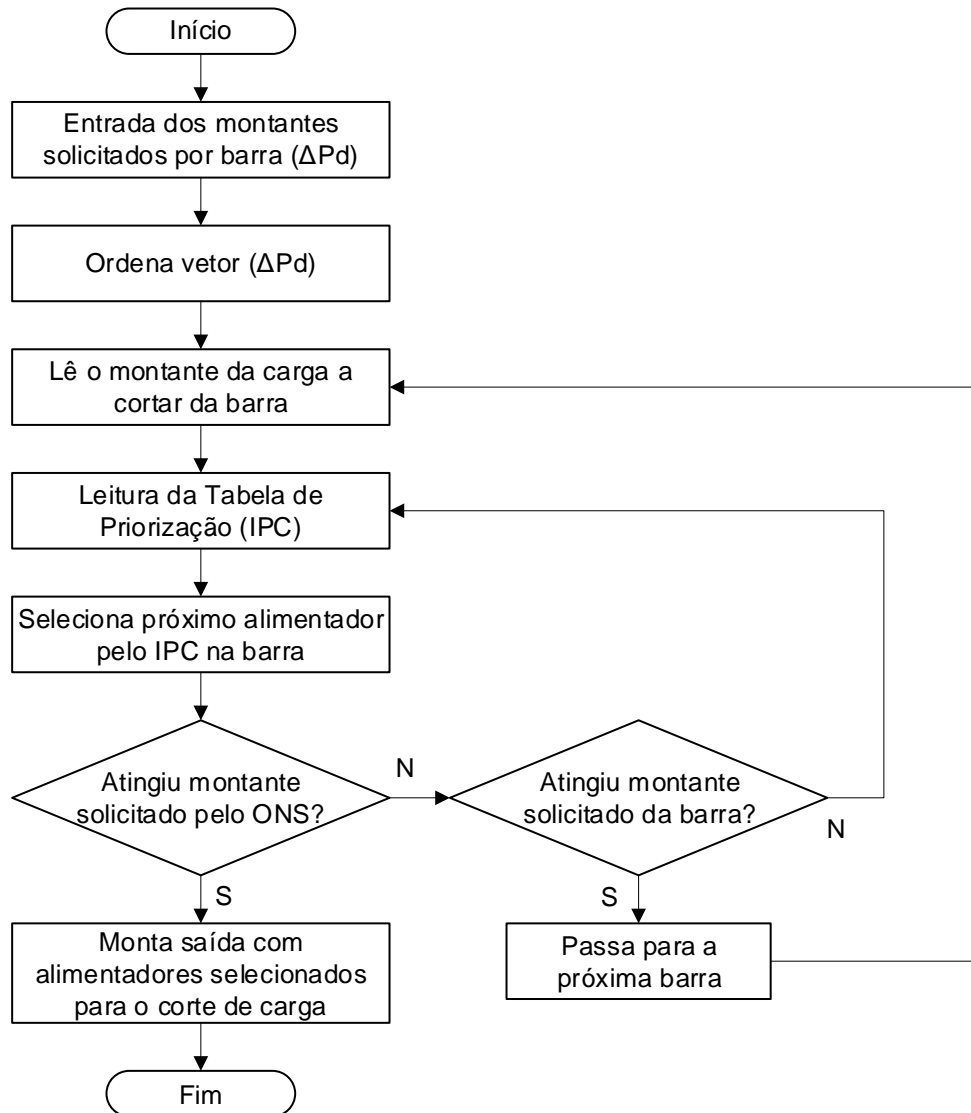 Início
Entrada dos montantes
solicitados por barra (ΔPd)
Ordena vetor (ΔPd)
Lê o montante da carga a
cortar da barra
Leitura da Tabela de
Priorização (IPC)
Seleciona próximo alimentador
pelo IPC na barra
Atingiu montante
solicitado pelo ONS?
N
Atingiu montante
solicitado da barra?
N
S
S
Monta saída com
alimentadores selecionados
para o corte de carga
Passa para a
próxima barra
Fim